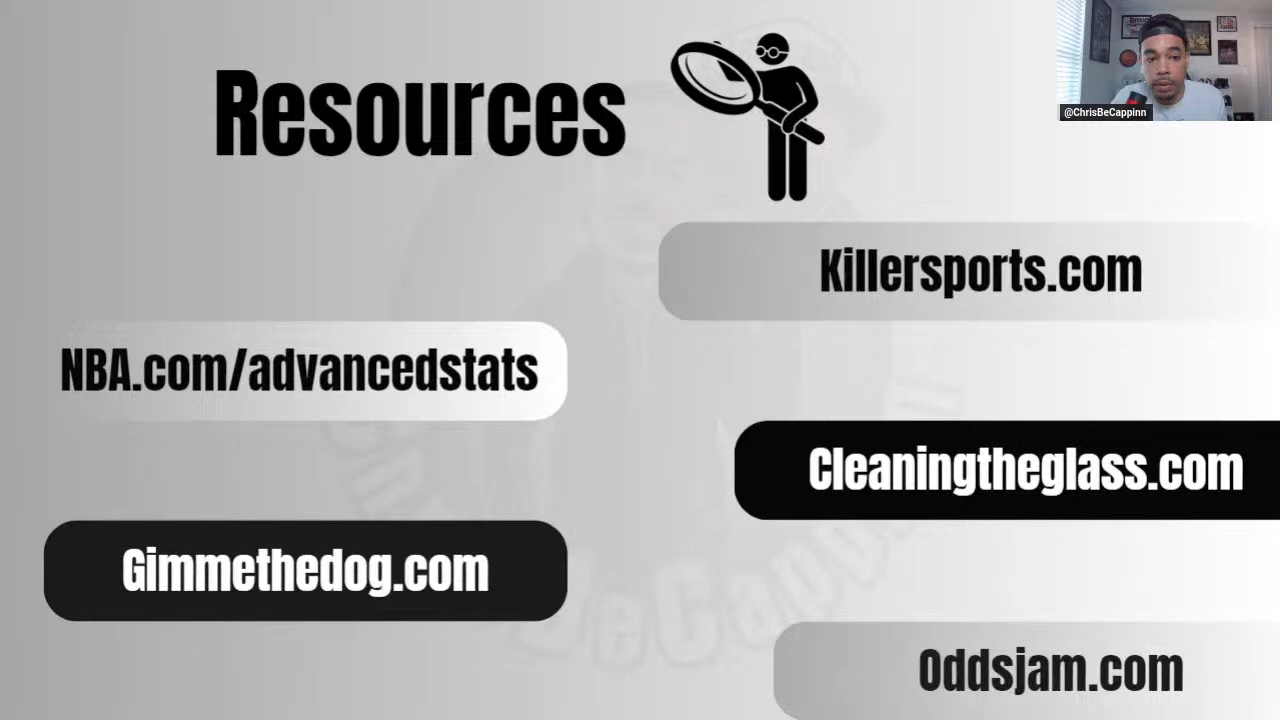 Resources
@ChrisBeCappinn
Killersports.com
NBA.com/advancedstats
Cleaningtheglass.com
Gimmethedog.com
Oddsjam.com